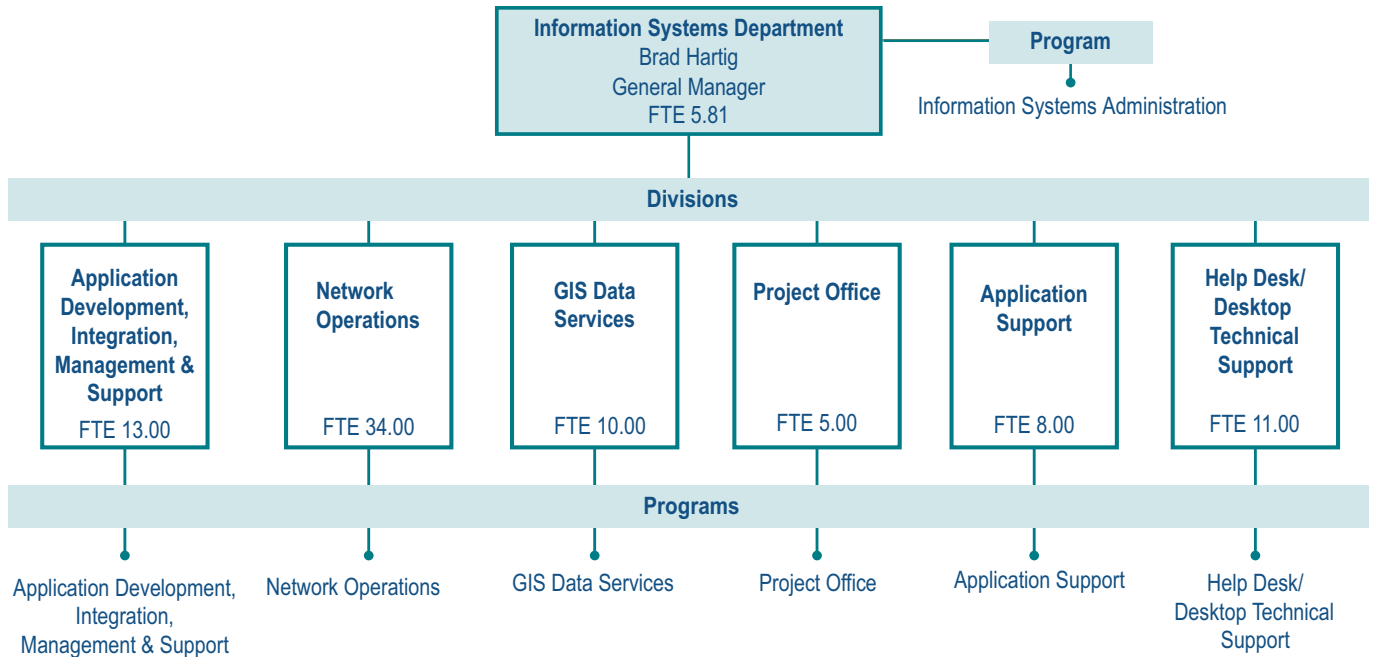 Information Systems Department
Brad Hartig
General Manager
FTE 5.81
Program
Information Systems Administration
Divisions
Application
Development,
Integration,
Management &
Support
FTE 13.00
Network
Operations
FTE 34.00
GIS Data
Services
FTE 10.00
Project Office
FTE 5.00
Application
Support
FTE 8.00
Help Desk/
Desktop
Technical
Support
FTE 11.00
Programs
Application Development,
Integration,
Management & Support
Network Operations
GIS Data Services
Project Office
Application Support
Help Desk/
Desktop Technical
Support